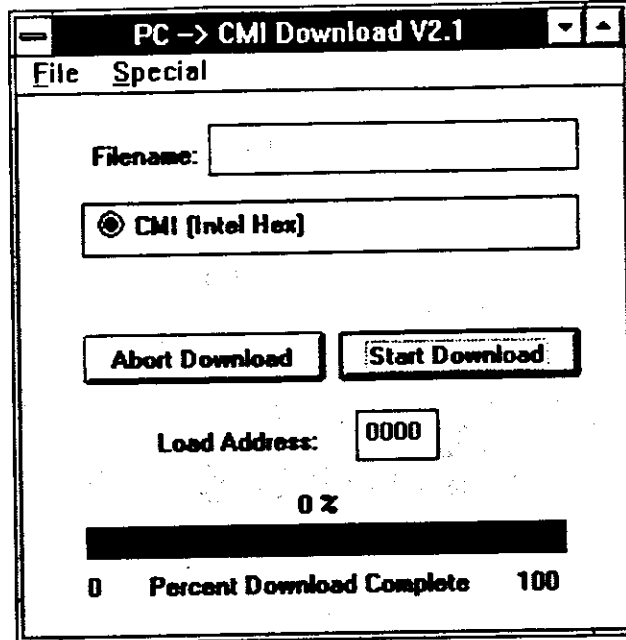 PC -> CMI Download V2.1
File Special
Filename:
CMI [Intel Hex]
Abort Download Start Download
Load Address: 0000
0 %
0 Percent Download Complete 100